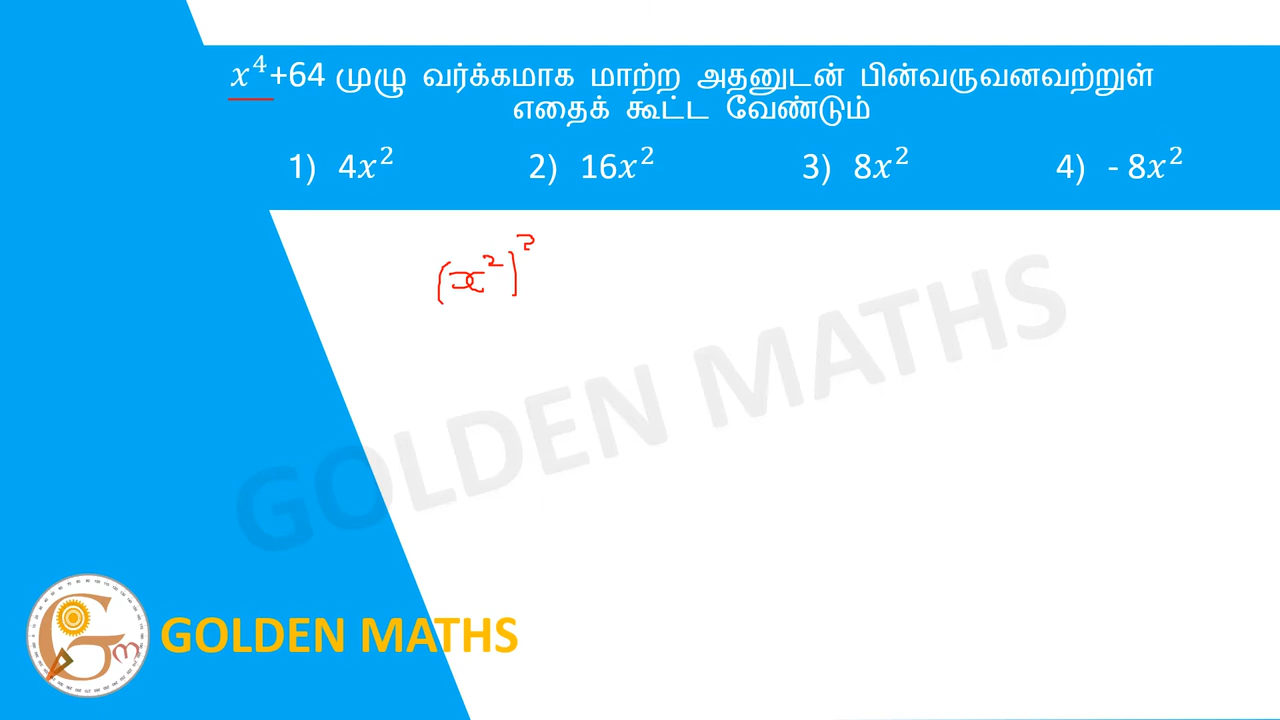 x⁴+64 முழு வர்க்கமாக மாற்ற அதனுடன் பின்வருவனவற்றுள்
எதைக் கூட்ட வேண்டும்
1) 4x² 2) 16x² 3) 8x² 4) - 8x²
(x²)²
GOLDEN MATHS
GOLDEN MATHS